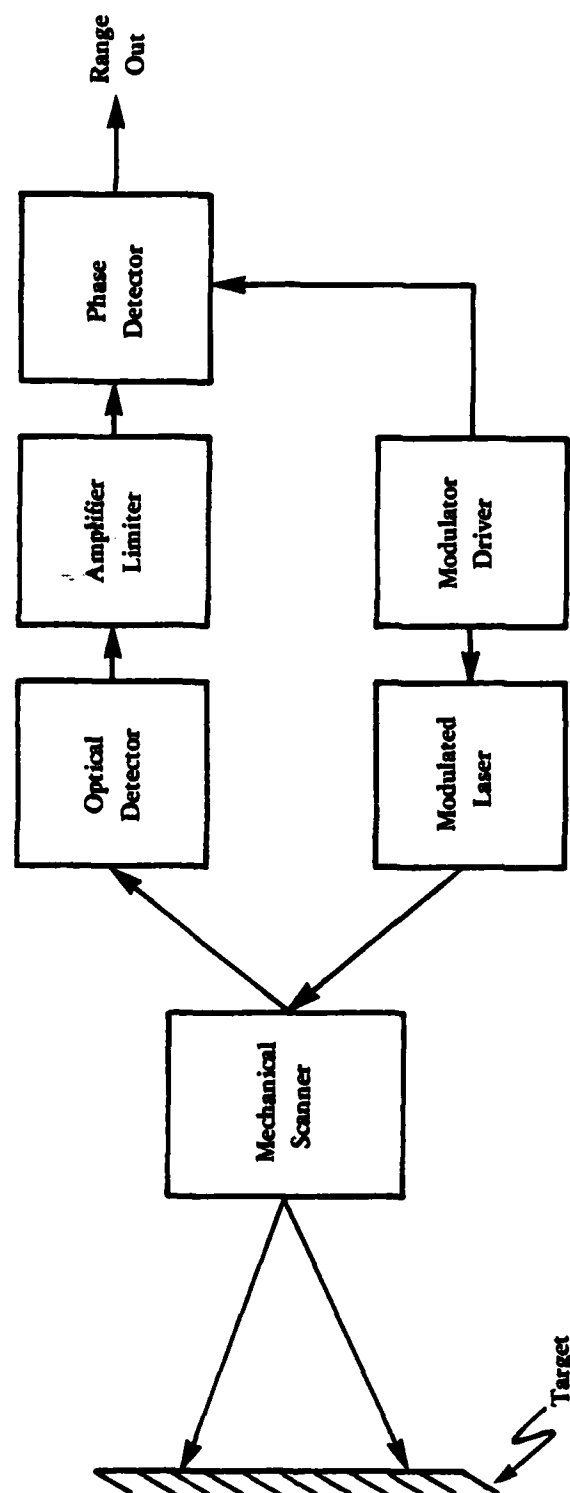 Range
Out
Phase
Detector
Amplifier
Limiter
Optical
Detector
Modulator
Driver
Modulated
Laser
Mechanical
Scanner
Target